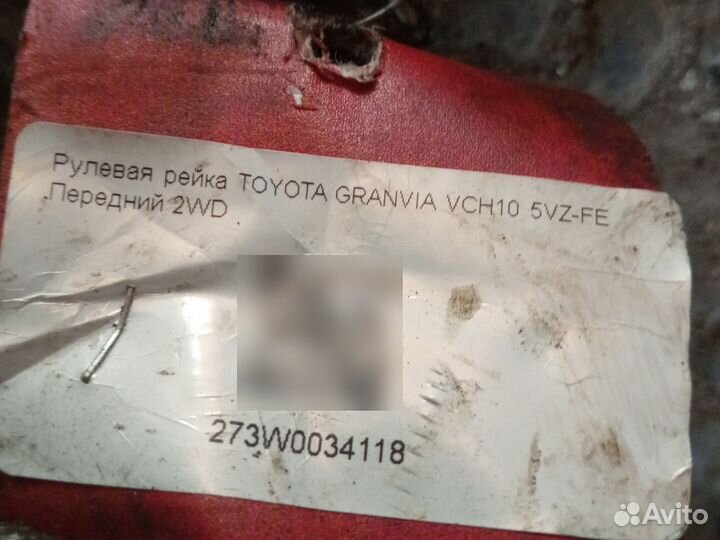 Рулевая рейка TOYOTA GRANVIA VCH10 5VZ-FE
Передний 2WD
273W0034118
Avito